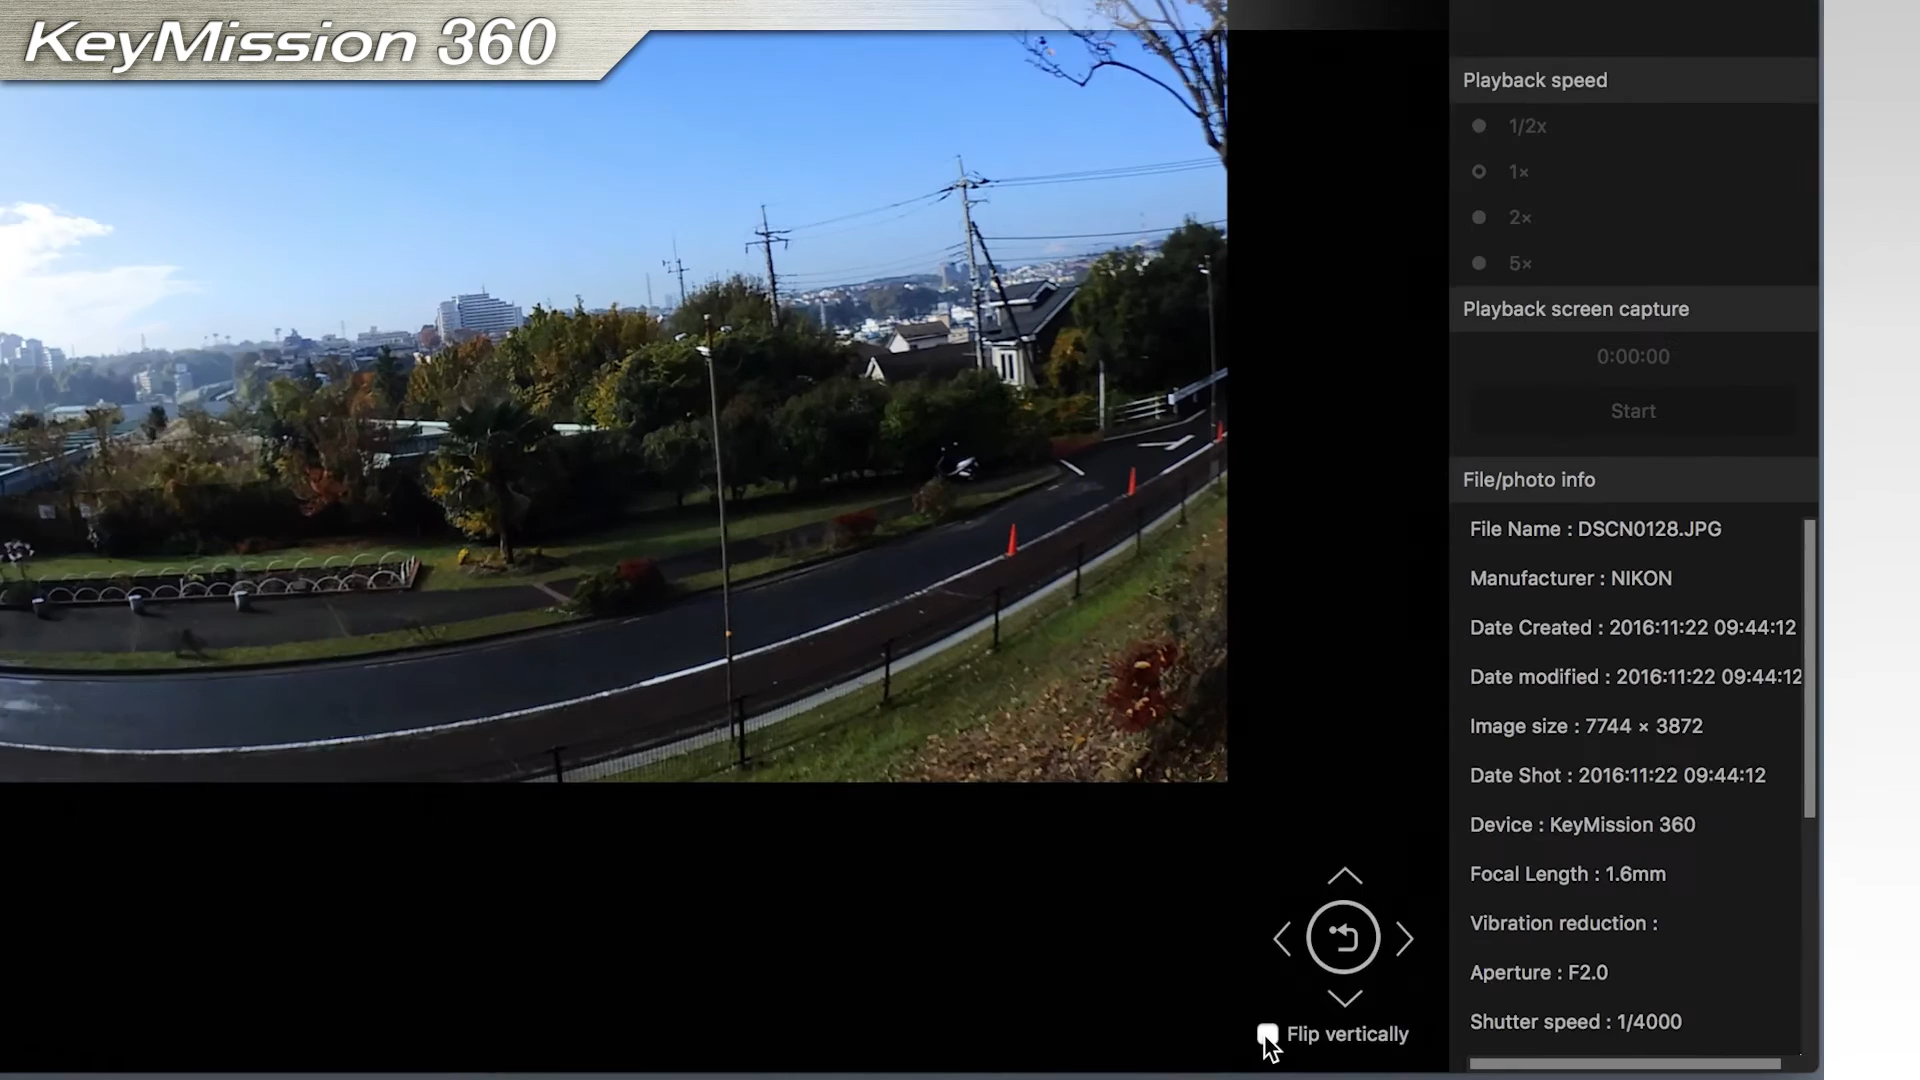 KeyMission 360
Playback speed
1/2x
1×
2×
5×
Playback screen capture
0:00:00
Start
File/photo info
File Name : DSCN0128.JPG
Manufacturer : NIKON
Date Created : 2016:11:22 09:44:12
Date modified : 2016:11:22 09:44:12
Image size : 7744 × 3872
Date Shot : 2016:11:22 09:44:12
Device : KeyMission 360
Focal Length : 1.6mm
Vibration reduction :
Aperture : F2.0
Shutter speed : 1/4000
Flip vertically